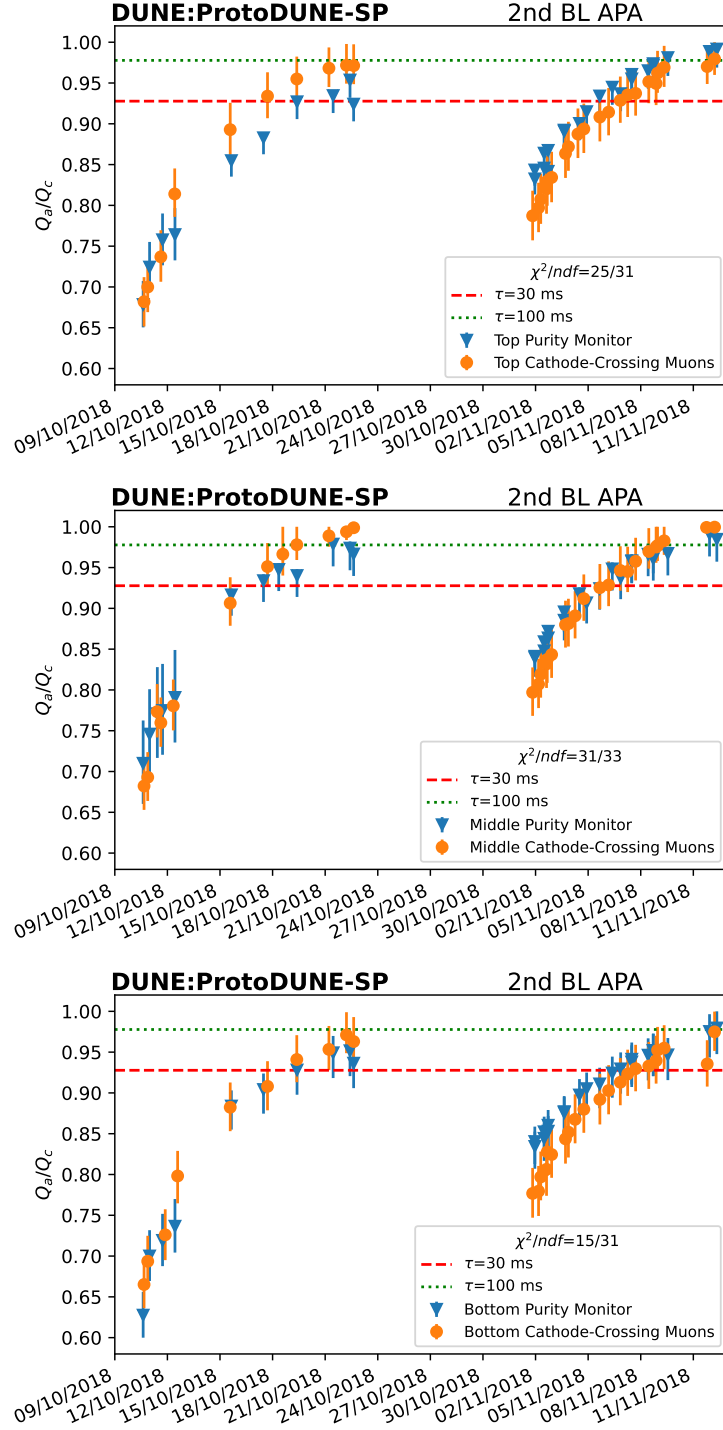 DUNE:ProtoDUNE-SP 2nd BL APA
1.00
0.95
0.90
0.85
0.80
0.75
0.70
0.65
0.60
Qₐ/Q꜀
χ²/ndf=25/31
τ=30 ms
τ=100 ms
Top Purity Monitor
Top Cathode-Crossing Muons
09/10/2018 12/10/2018 15/10/2018 18/10/2018 21/10/2018 24/10/2018 27/10/2018 30/10/2018 02/11/2018 05/11/2018 08/11/2018 11/11/2018
DUNE:ProtoDUNE-SP 2nd BL APA
1.00
0.95
0.90
0.85
0.80
0.75
0.70
0.65
0.60
Qₐ/Q꜀
χ²/ndf=31/33
τ=30 ms
τ=100 ms
Middle Purity Monitor
Middle Cathode-Crossing Muons
09/10/2018 12/10/2018 15/10/2018 18/10/2018 21/10/2018 24/10/2018 27/10/2018 30/10/2018 02/11/2018 05/11/2018 08/11/2018 11/11/2018
DUNE:ProtoDUNE-SP 2nd BL APA
1.00
0.95
0.90
0.85
0.80
0.75
0.70
0.65
0.60
Qₐ/Q꜀
χ²/ndf=15/31
τ=30 ms
τ=100 ms
Bottom Purity Monitor
Bottom Cathode-Crossing Muons
09/10/2018 12/10/2018 15/10/2018 18/10/2018 21/10/2018 24/10/2018 27/10/2018 30/10/2018 02/11/2018 05/11/2018 08/11/2018 11/11/2018